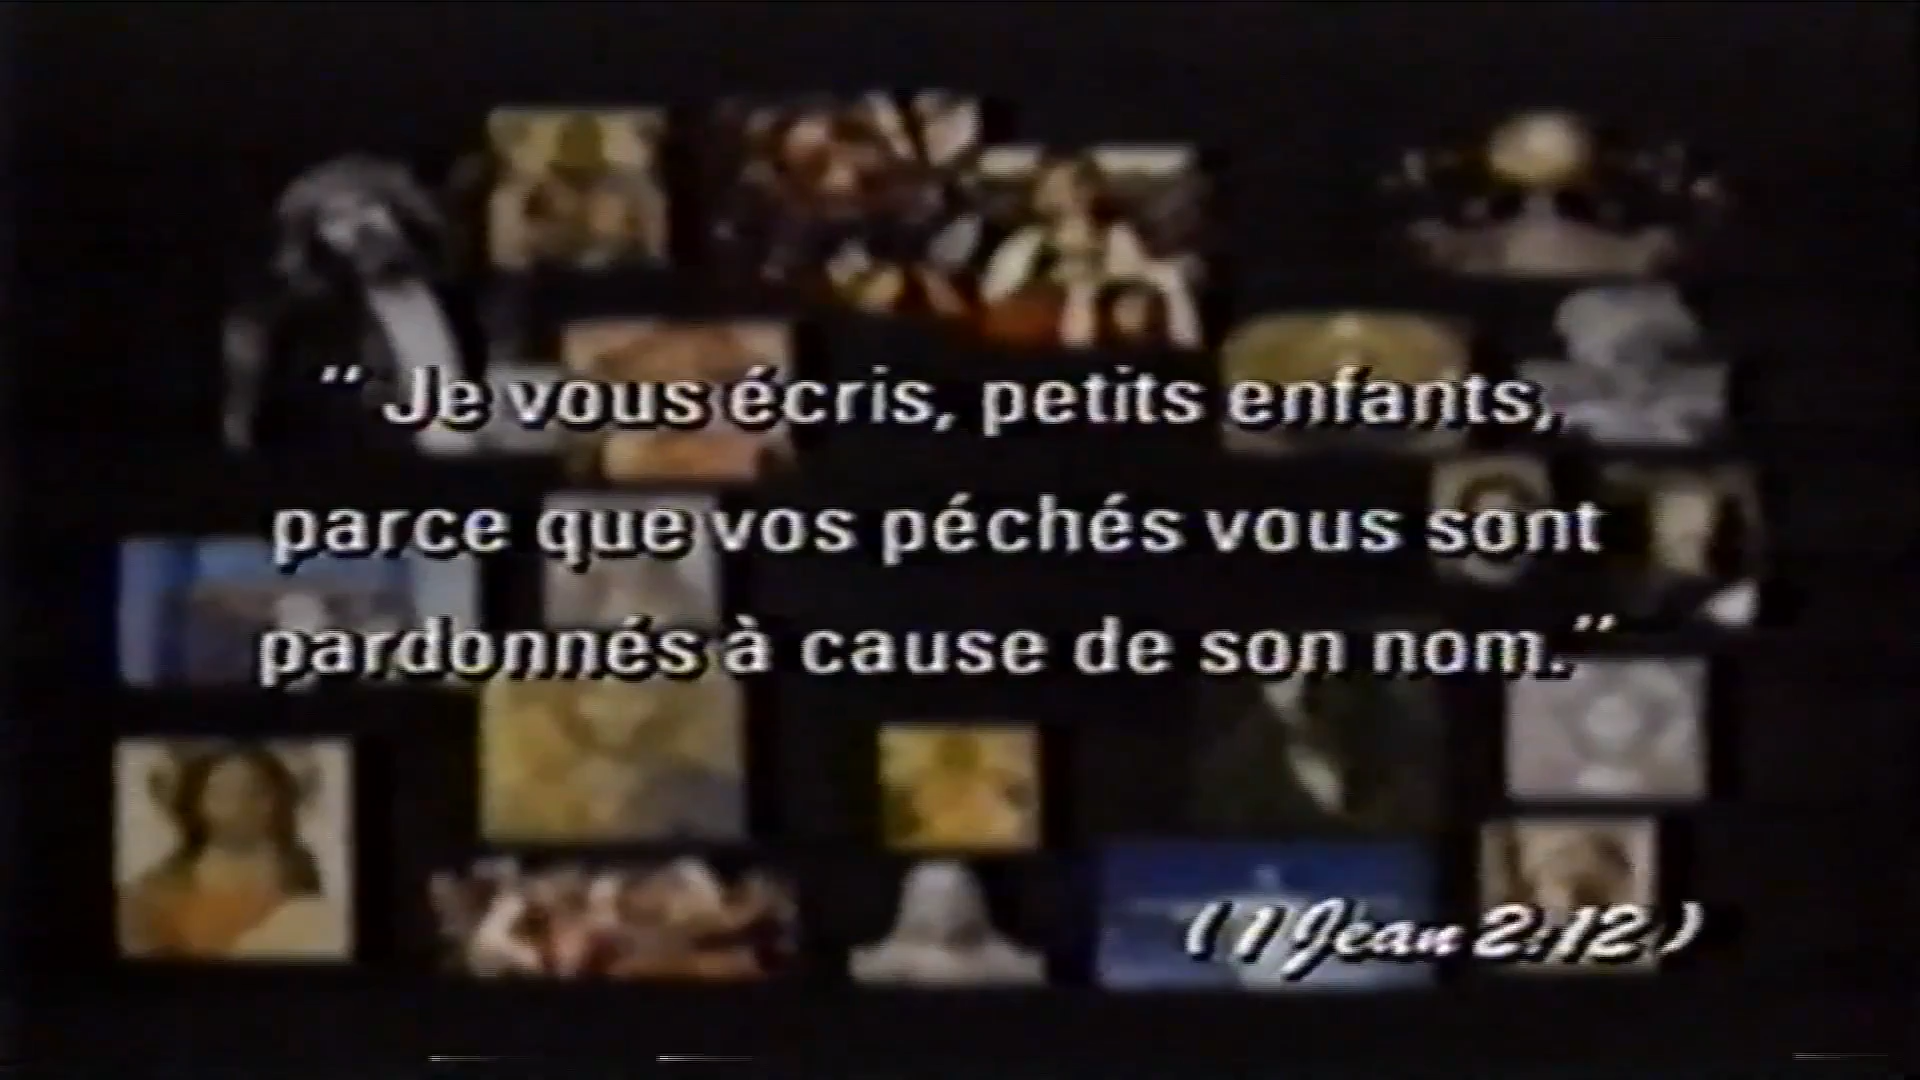 " Je vous écris, petits enfants,
parce que vos péchés vous sont
pardonnés à cause de son nom."
(1 Jean 2:12)